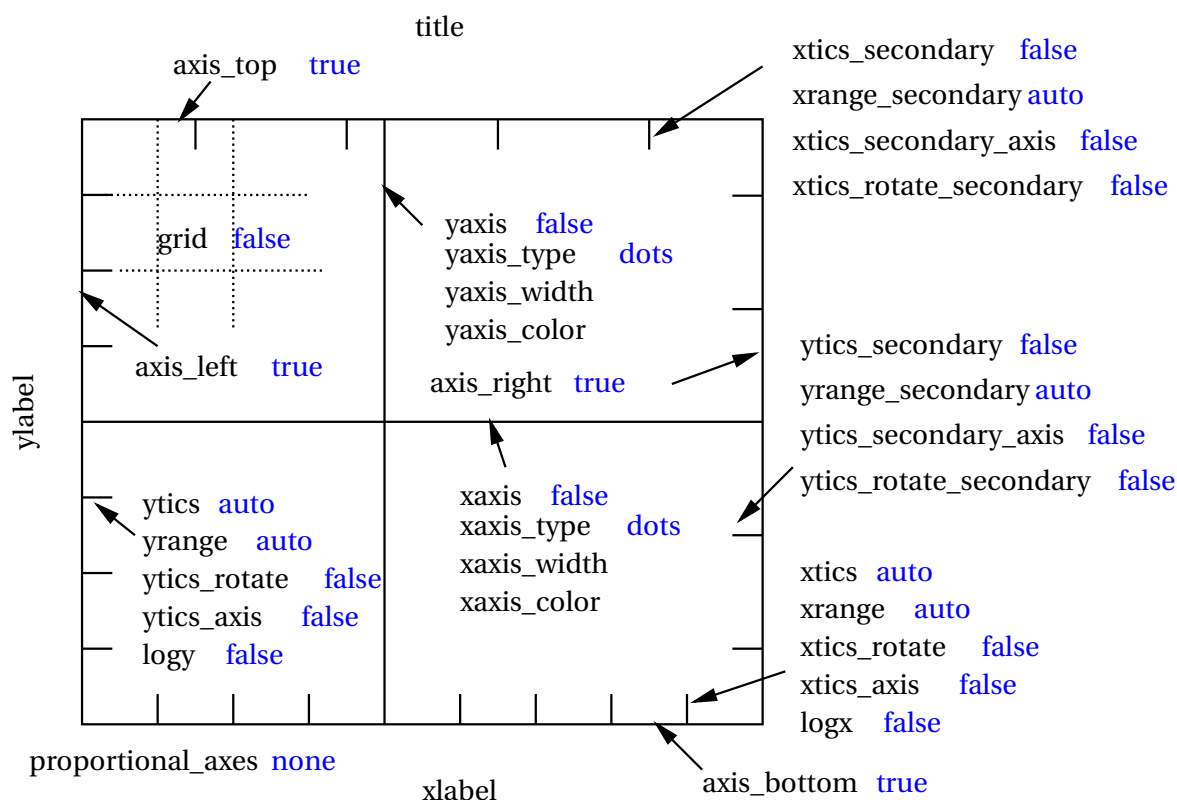 title
axis_top true
xtics_secondary false
xrange_secondary auto
xtics_secondary_axis false
xtics_rotate_secondary false
grid false
yaxis false
yaxis_type dots
yaxis_width
yaxis_color
axis_left true
axis_right true
ytics_secondary false
yrange_secondary auto
ytics_secondary_axis false
ytics_rotate_secondary false
ylabel
ytics auto
yrange auto
ytics_rotate false
ytics_axis false
logy false
xaxis false
xaxis_type dots
xaxis_width
xaxis_color
xtics auto
xrange auto
xtics_rotate false
xtics_axis false
logx false
proportional_axes none
axis_bottom true
xlabel